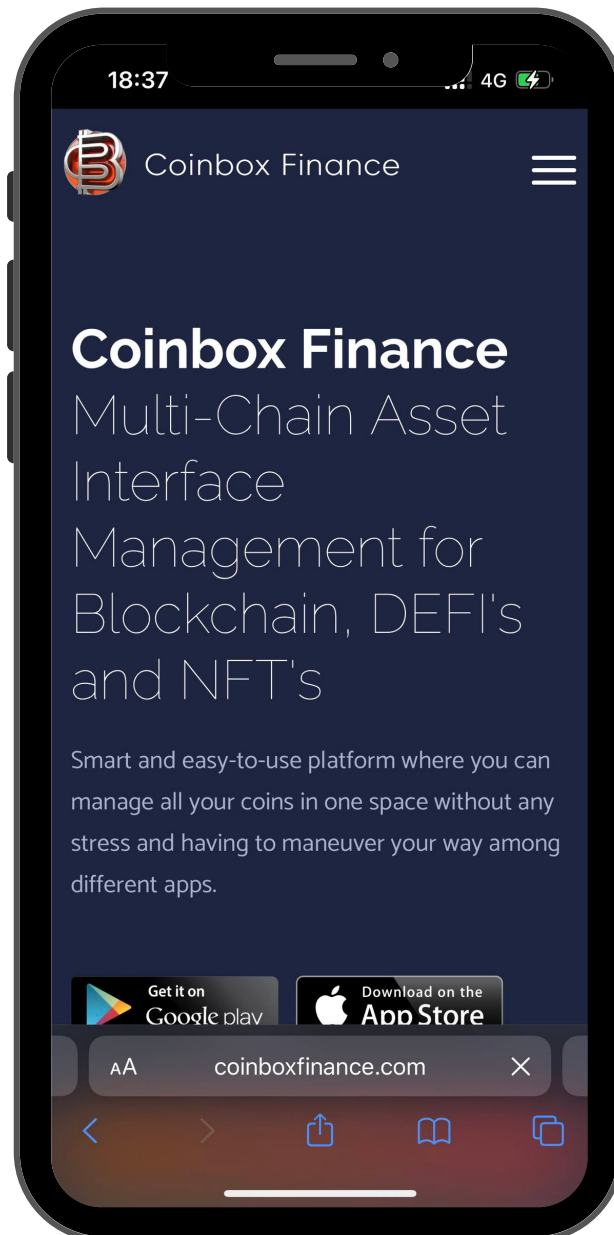 18:37 4G
Coinbox Finance
Coinbox Finance
Multi-Chain Asset
Interface
Management for
Blockchain, DEFI's
and NFT's
Smart and easy-to-use platform where you can
manage all your coins in one space without any
stress and having to maneuver your way among
different apps.
Get it on
Google play
Download on the
App Store
AA coinboxfinance.com